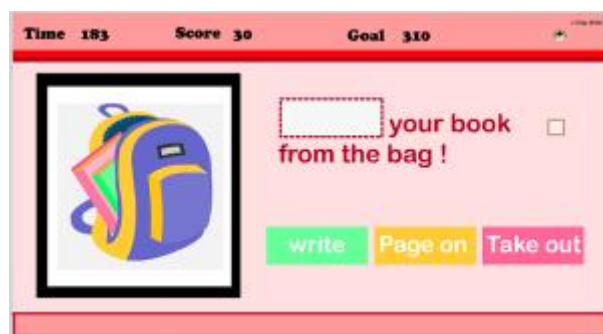 Time 183 Score 30 Goal 310
your book
from the bag !
write Page on Take out